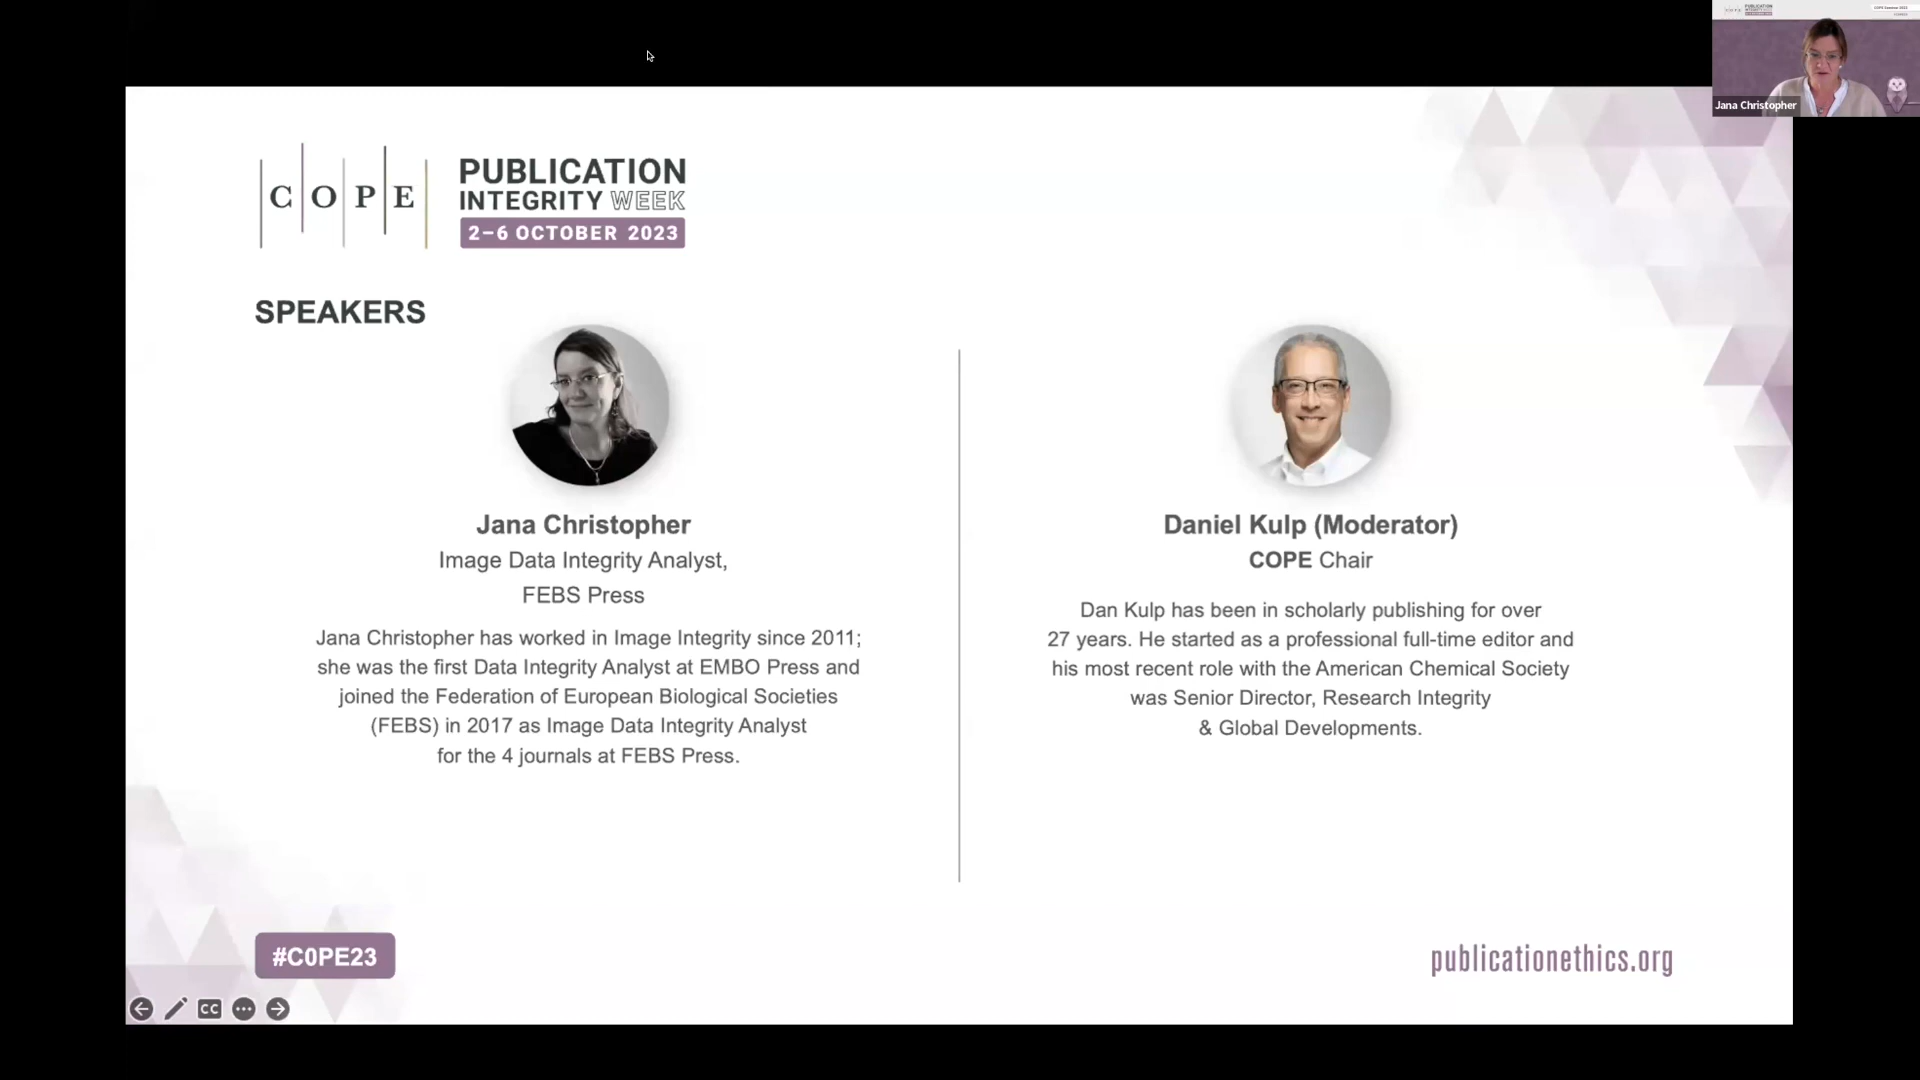 COPE
PUBLICATION
INTEGRITY WEEK
2–6 OCTOBER 2023
Jana Christopher
SPEAKERS
Jana Christopher
Image Data Integrity Analyst,
FEBS Press
Jana Christopher has worked in Image Integrity since 2011;
she was the first Data Integrity Analyst at EMBO Press and
joined the Federation of European Biological Societies
(FEBS) in 2017 as Image Data Integrity Analyst
for the 4 journals at FEBS Press.
Daniel Kulp (Moderator)
COPE Chair
Dan Kulp has been in scholarly publishing for over
27 years. He started as a professional full-time editor and
his most recent role with the American Chemical Society
was Senior Director, Research Integrity
& Global Developments.
#C0PE23
publicationethics.org
CC